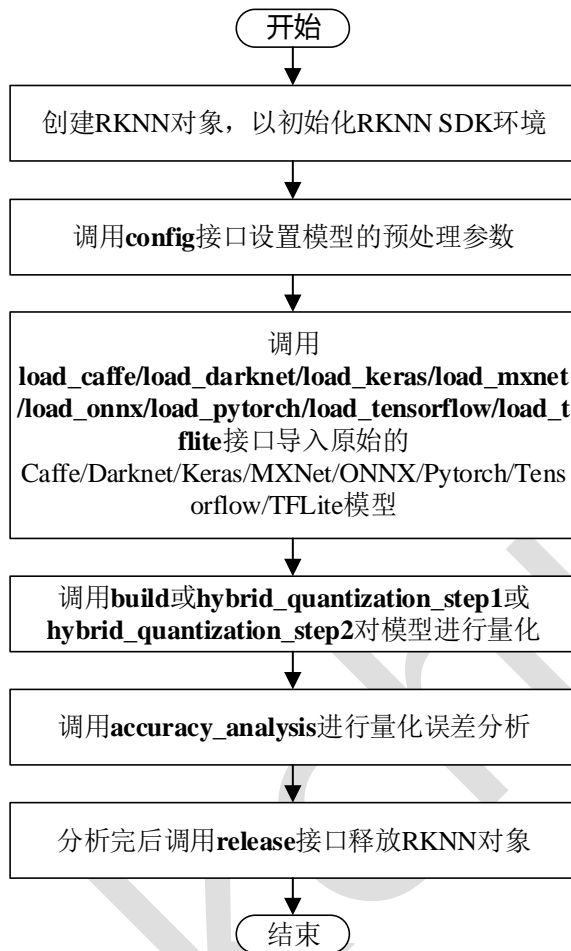 开始
创建RKNN对象，以初始化RKNN SDK环境
调用config接口设置模型的预处理参数
调用
load_caffe/load_darknet/load_keras/load_mxnet
/load_onnx/load_pytorch/load_tensorflow/load_t
flite接口导入原始的
Caffe/Darknet/Keras/MXNet/ONNX/Pytorch/Tens
orflow/TFLite模型
调用build或hybrid_quantization_step1或
hybrid_quantization_step2对模型进行量化
调用accuracy_analysis进行量化误差分析
分析完后调用release接口释放RKNN对象
结束